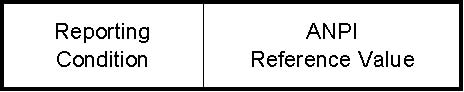 Reporting
Condition
ANPI
Reference Value